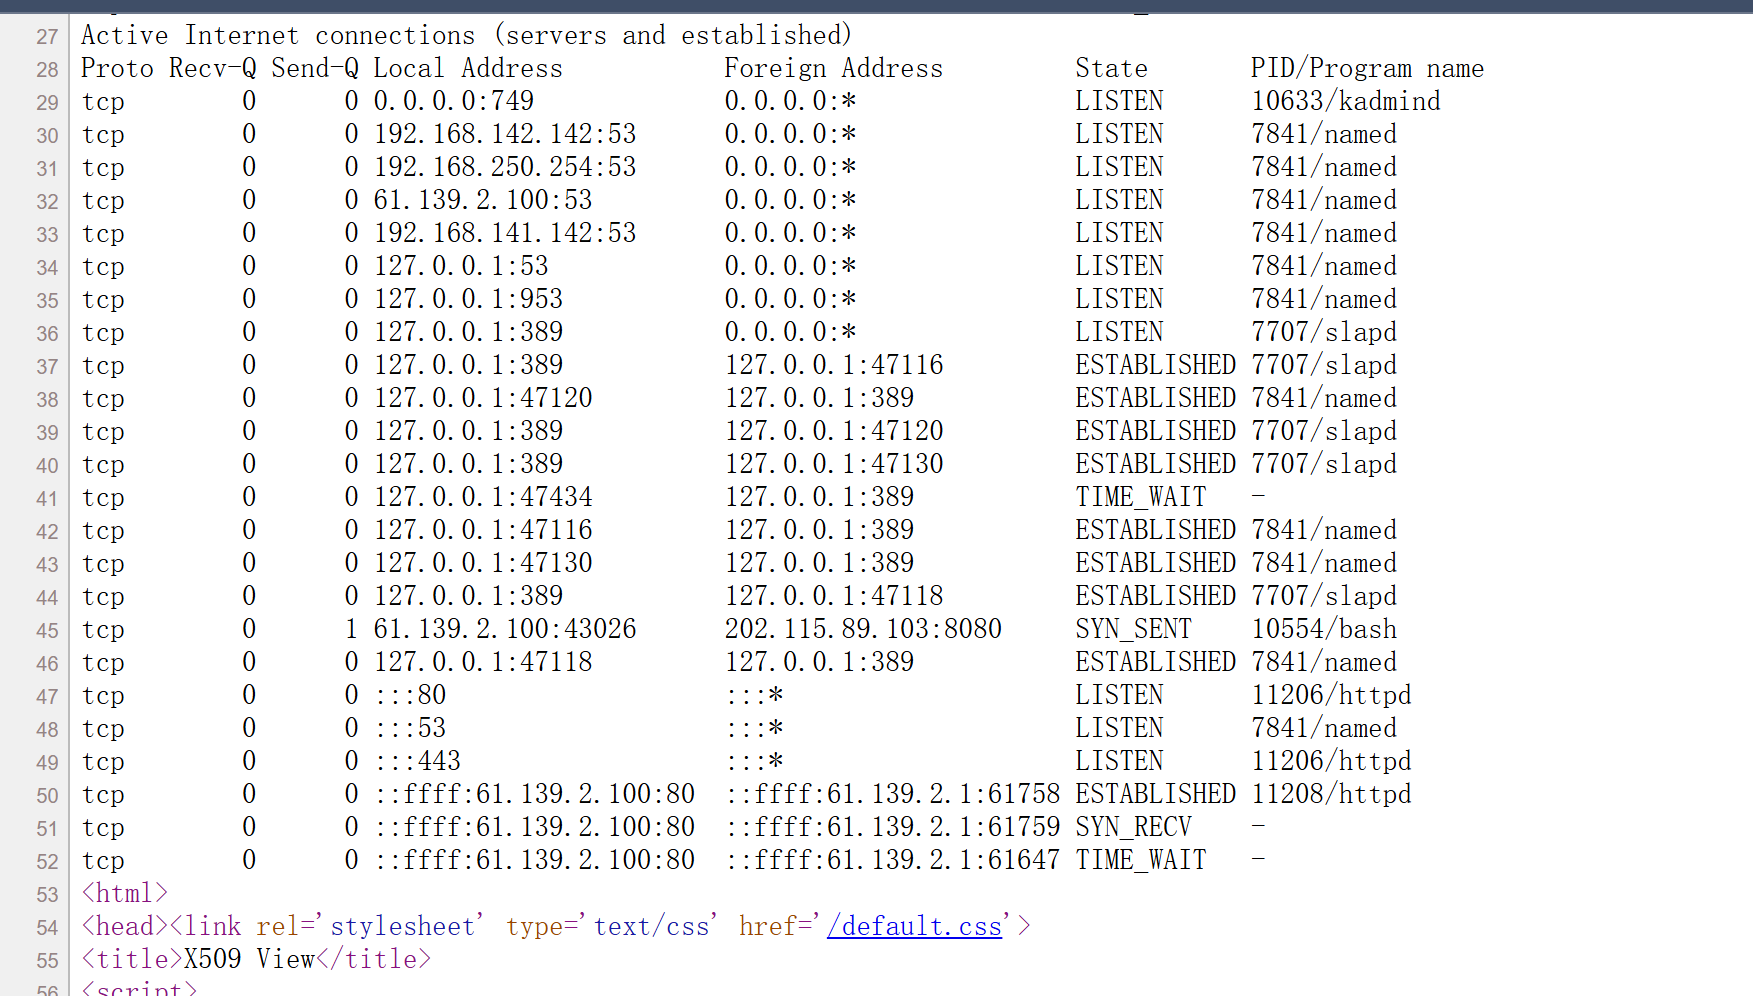 27 Active Internet connections (servers and established)
28 Proto Recv-Q Send-Q Local Address Foreign Address State PID/Program name
29 tcp 0 0 0.0.0.0:749 0.0.0.0:* LISTEN 10633/kadmind
30 tcp 0 0 192.168.142.142:53 0.0.0.0:* LISTEN 7841/named
31 tcp 0 0 192.168.250.254:53 0.0.0.0:* LISTEN 7841/named
32 tcp 0 0 61.139.2.100:53 0.0.0.0:* LISTEN 7841/named
33 tcp 0 0 192.168.141.142:53 0.0.0.0:* LISTEN 7841/named
34 tcp 0 0 127.0.0.1:53 0.0.0.0:* LISTEN 7841/named
35 tcp 0 0 127.0.0.1:953 0.0.0.0:* LISTEN 7841/named
36 tcp 0 0 127.0.0.1:389 0.0.0.0:* LISTEN 7707/slapd
37 tcp 0 0 127.0.0.1:389 127.0.0.1:47116 ESTABLISHED 7707/slapd
38 tcp 0 0 127.0.0.1:47120 127.0.0.1:389 ESTABLISHED 7841/named
39 tcp 0 0 127.0.0.1:389 127.0.0.1:47120 ESTABLISHED 7707/slapd
40 tcp 0 0 127.0.0.1:389 127.0.0.1:47130 ESTABLISHED 7707/slapd
41 tcp 0 0 127.0.0.1:47434 127.0.0.1:389 TIME_WAIT -
42 tcp 0 0 127.0.0.1:47116 127.0.0.1:389 ESTABLISHED 7841/named
43 tcp 0 0 127.0.0.1:47130 127.0.0.1:389 ESTABLISHED 7841/named
44 tcp 0 0 127.0.0.1:389 127.0.0.1:47118 ESTABLISHED 7707/slapd
45 tcp 0 1 61.139.2.100:43026 202.115.89.103:8080 SYN_SENT 10554/bash
46 tcp 0 0 127.0.0.1:47118 127.0.0.1:389 ESTABLISHED 7841/named
47 tcp 0 0 :::80 :::* LISTEN 11206/httpd
48 tcp 0 0 :::53 :::* LISTEN 7841/named
49 tcp 0 0 :::443 :::* LISTEN 11206/httpd
50 tcp 0 0 ::ffff:61.139.2.100:80 ::ffff:61.139.2.1:61758 ESTABLISHED 11208/httpd
51 tcp 0 0 ::ffff:61.139.2.100:80 ::ffff:61.139.2.1:61759 SYN_RECV -
52 tcp 0 0 ::ffff:61.139.2.100:80 ::ffff:61.139.2.1:61647 TIME_WAIT -
53 <html>
54 <head><link rel='stylesheet' type='text/css' href='/default.css'>
55 <title>X509 View</title>
56 <script>